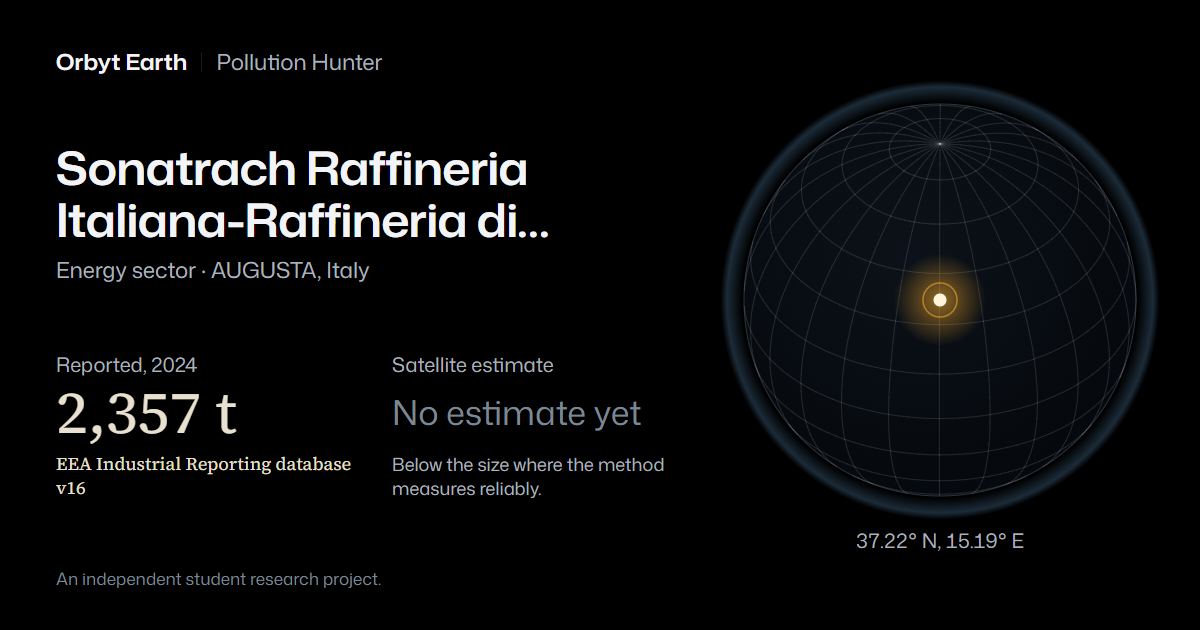 Orbyt Earth | Pollution Hunter
Sonatrach Raffineria
Italiana-Raffineria di...
Energy sector · AUGUSTA, Italy
Reported, 2024
2,357 t
EEA Industrial Reporting database
v16
Satellite estimate
No estimate yet
Below the size where the method
measures reliably.
37.22° N, 15.19° E
An independent student research project.